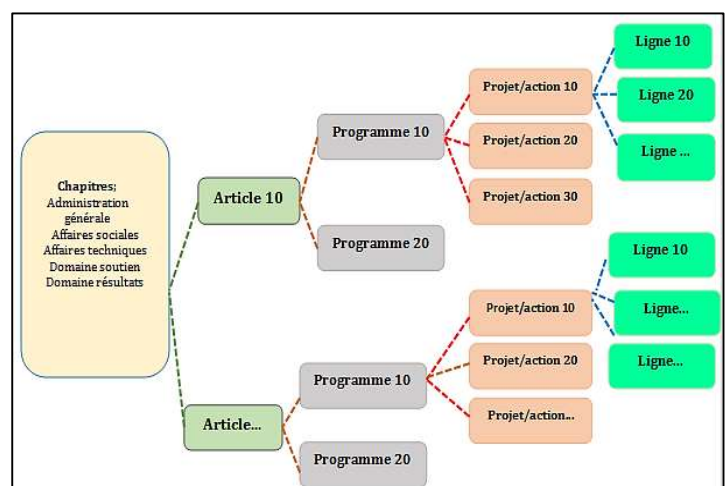 Chapitres;
Administration
générale
Affaires sociales
Affaires techniques
Domaine soutien
Domaine résultats
Article 10
Programme 10
Projet/action 10
Ligne 10
Ligne 20
Ligne ...
Projet/action 20
Projet/action 30
Programme 20
Article...
Programme 10
Projet/action 10
Ligne 10
Ligne...
Ligne...
Projet/action 20
Projet/action...
Programme 20